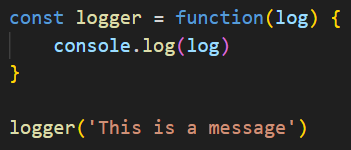 const logger = function(log) {
    console.log(log)
}

logger('This is a message')